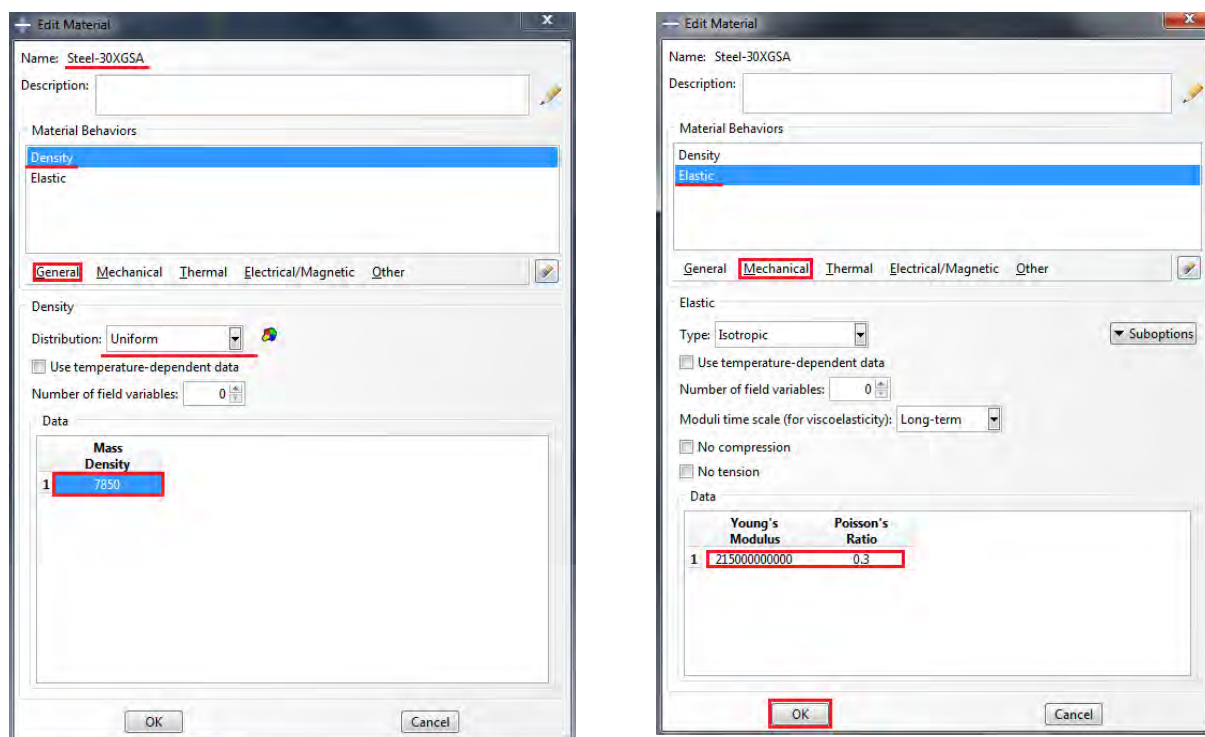 Edit Material
X
Name: Steel-30XGSA
Description:
Material Behaviors
Density
Elastic
General Mechanical Thermal Electrical/Magnetic Other
Density
Distribution: Uniform
Use temperature-dependent data
Number of field variables: 0
Data
Mass
Density
1 7850
OK Cancel
Edit Material
X
Name: Steel-30XGSA
Description:
Material Behaviors
Density
Elastic
General Mechanical Thermal Electrical/Magnetic Other
Elastic
Type: Isotropic Suboptions
Use temperature-dependent data
Number of field variables: 0
Moduli time scale (for viscoelasticity): Long-term
No compression
No tension
Data
Young's Poisson's
Modulus Ratio
1 215000000000 0.3
OK Cancel